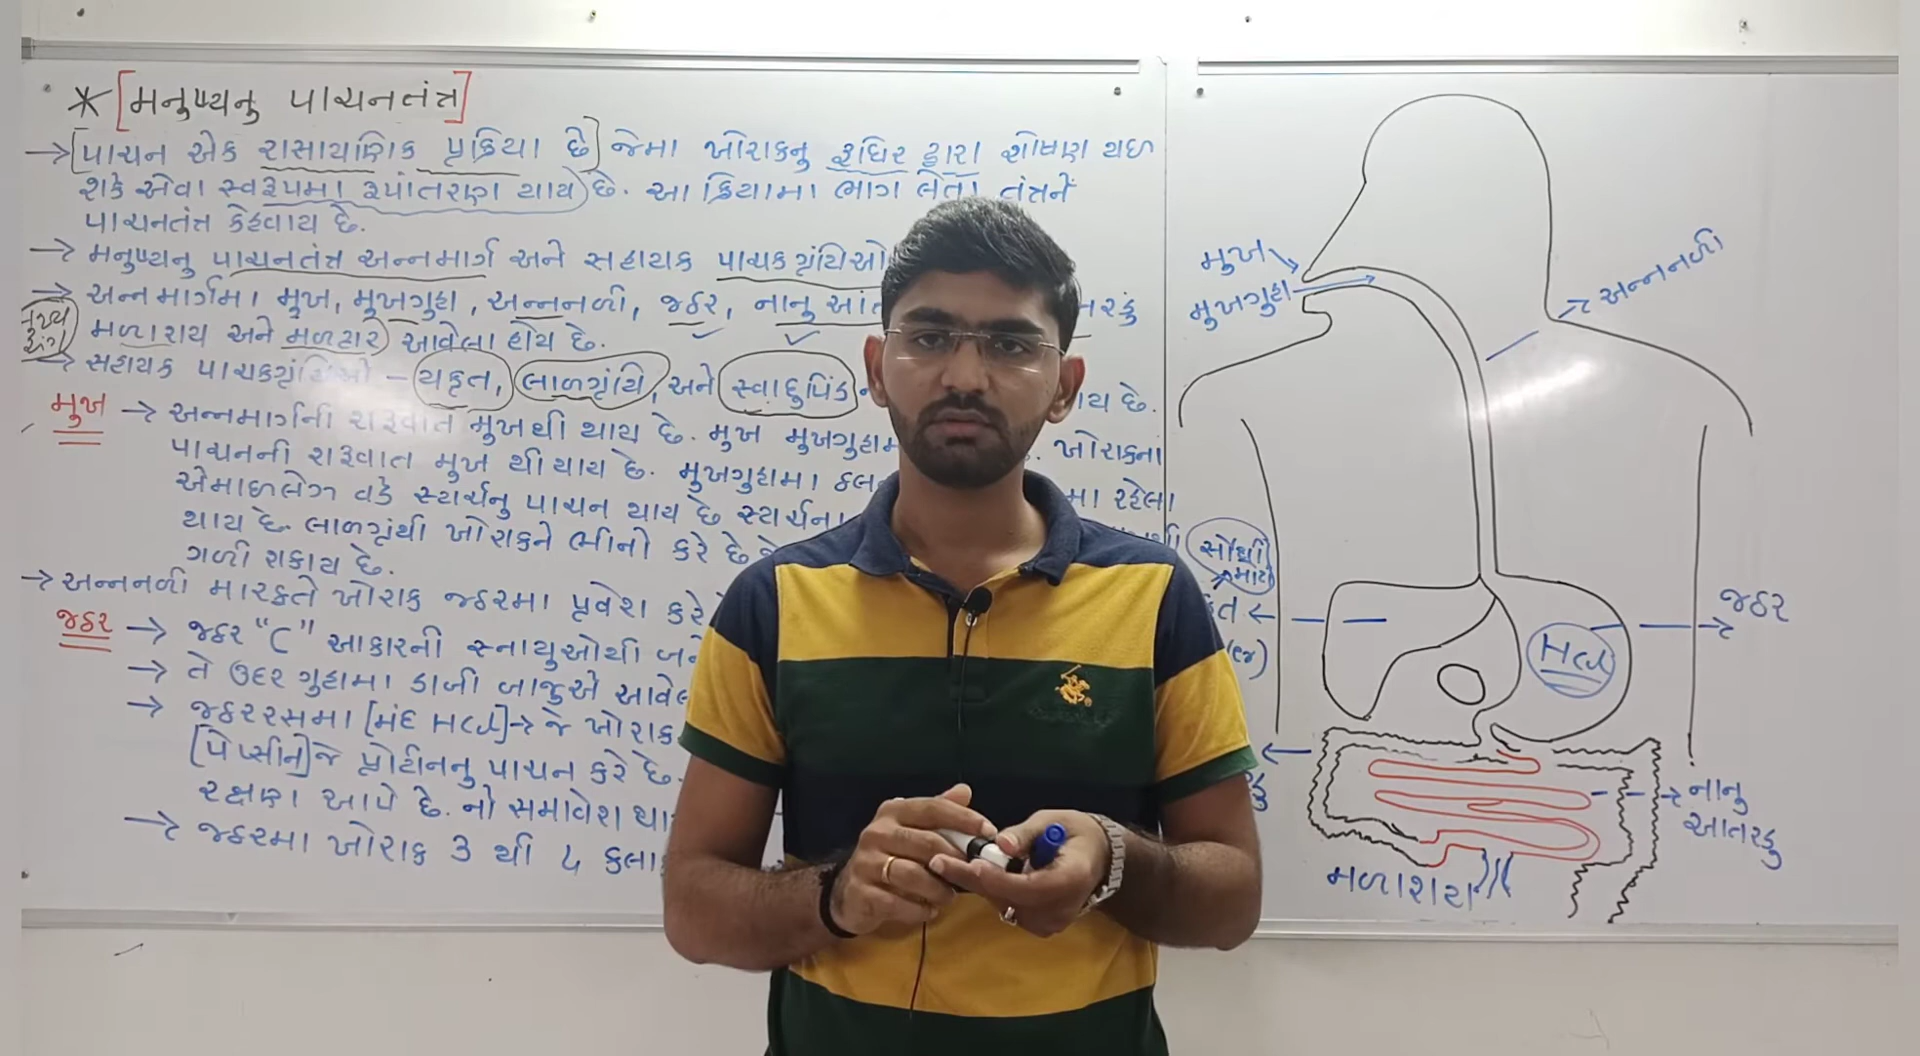 * [મનુષ્યનુ પાચનતંત્ર]
→ [પાચન એક રાસાયણિક પ્રક્રિયા છે] જેમા ખોરાકનુ રૂધિર દ્વારા શોષણ થઇ
શકે એવા સ્વરૂપમા રૂપાંતરણ થાય છે. આ ક્રિયામા ભાગ લેતા તંત્રને
પાચનતંત્ર કેહવાય છે.
→ મનુષ્યનુ પાચનતંત્ર અન્નમાર્ગ અને સહાયક પાચક ગ્રંથિઓ
→ અન્નમાર્ગમા મુખ, મુખગુહા, અન્નનળી, જઠર, નાનુ આંત
મુખ્ય અંગ
મળાશય અને મળદ્વાર આવેલા હોય છે.
→ સહાયક પાચકગ્રંથિઓ - યકૃત, લાળગ્રંથિ, અને સ્વાદુપિંડ
મુખ → અન્નમાર્ગની શરૂવાત મુખથી થાય છે. મુખ મુખગુહામ ખોરાકના
પાચનની શરૂવાત મુખ થી થાય છે. મુખગુહામા મા રહેલા
એમાઇલેઝ વડે સ્ટાર્ચનુ પાચન થાય છે સ્ટાર્ચના
થાય છે. લાળગ્રંથી ખોરાકને ભીનો કરે છે
ગળી શકાય છે.
→ અન્નનળી મારફતે ખોરાક જઠરમા પ્રવેશ કરે
જઠર → જઠર "C" આકારની સ્નાયુઓથી બને
→ તે ઉદર ગુહામા ડાબી બાજુએ આવેલ
→ જઠરરસમા [મંદ HCl] → જે ખોરાક
[પેપ્સીન] જે પ્રોટીનનુ પાચન કરે છે.
રક્ષણ આપે છે. નો સમાવેશ થા
→ જઠરમા ખોરાક 3 થી ૫ કલા
મુખ
મુખગુહા
અન્નનળી
સૌથી મોટી
જઠર
HCl
નાનુ
આતરડુ
મળાશય